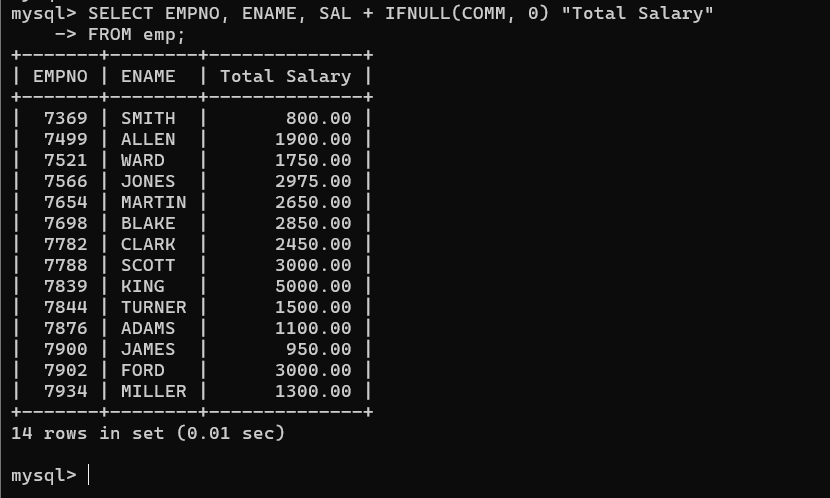 mysql> SELECT EMPNO, ENAME, SAL + IFNULL(COMM, 0) "Total Salary"
    -> FROM emp;
+-------+--------+--------------+
| EMPNO | ENAME  | Total Salary |
+-------+--------+--------------+
|  7369 | SMITH  |       800.00 |
|  7499 | ALLEN  |      1900.00 |
|  7521 | WARD   |      1750.00 |
|  7566 | JONES  |      2975.00 |
|  7654 | MARTIN |      2650.00 |
|  7698 | BLAKE  |      2850.00 |
|  7782 | CLARK  |      2450.00 |
|  7788 | SCOTT  |      3000.00 |
|  7839 | KING   |      5000.00 |
|  7844 | TURNER |      1500.00 |
|  7876 | ADAMS  |      1100.00 |
|  7900 | JAMES  |       950.00 |
|  7902 | FORD   |      3000.00 |
|  7934 | MILLER |      1300.00 |
+-------+--------+--------------+
14 rows in set (0.01 sec)
mysql>